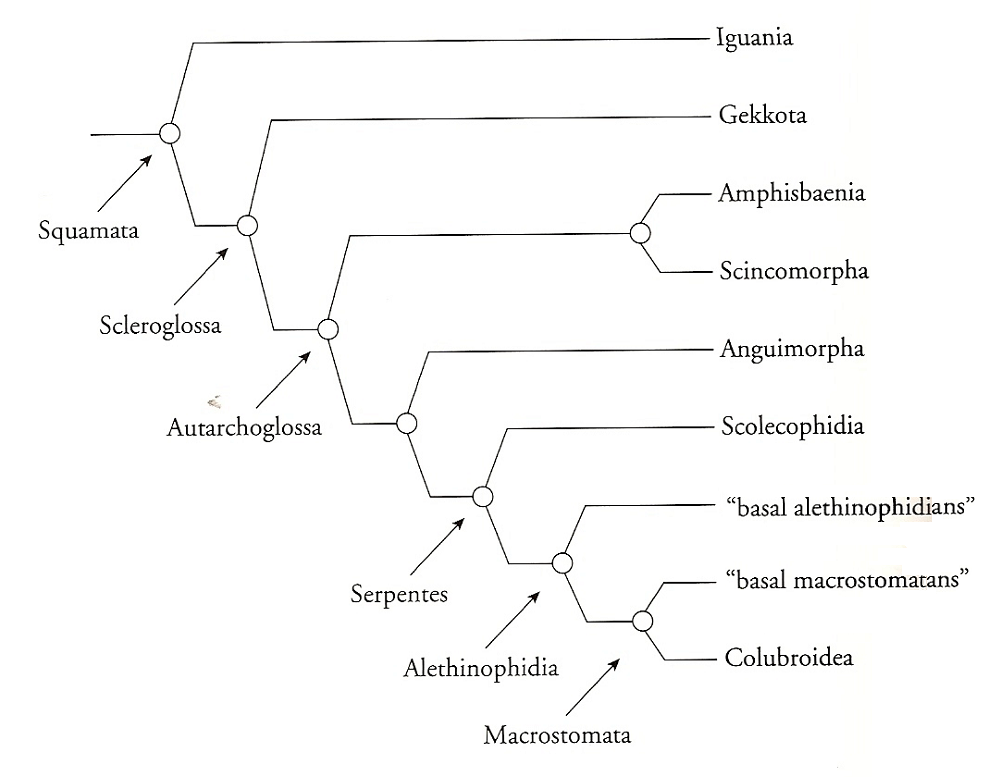 Iguania
Gekkota
Amphisbaenia
Squamata
Scincomorpha
Scleroglossa
Anguimorpha
Autarchoglossa
Scolecophidia
“basal alethinophidians”
“basal macrostomatans”
Serpentes
Colubroidea
Alethinophidia
Macrostomata